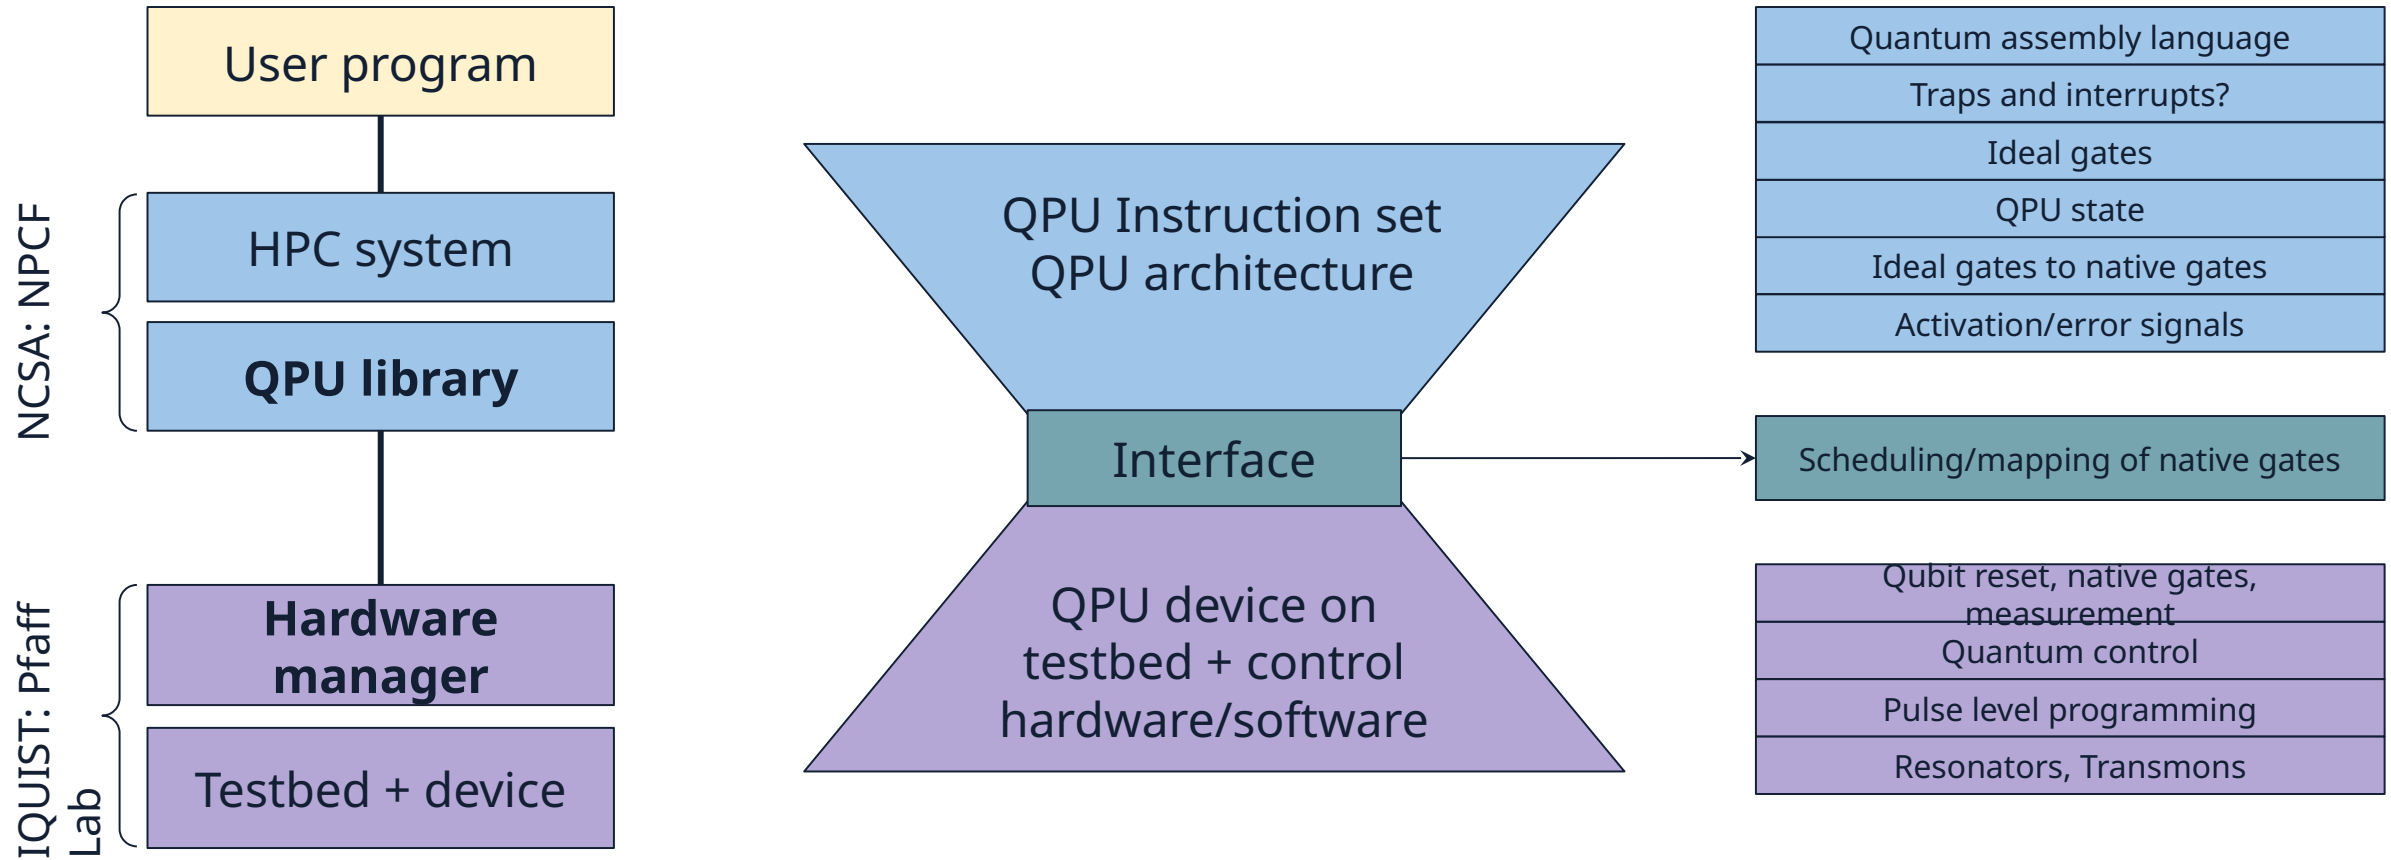 User program
NCSA: NPCF
HPC system
QPU library
IQUIST: Pfaff
Lab
Hardware
manager
Testbed + device
QPU Instruction set
QPU architecture
Interface
QPU device on
testbed + control
hardware/software
Quantum assembly language
Traps and interrupts?
Ideal gates
QPU state
Ideal gates to native gates
Activation/error signals
Scheduling/mapping of native gates
Qubit reset, native gates,
measurement
Quantum control
Pulse level programming
Resonators, Transmons